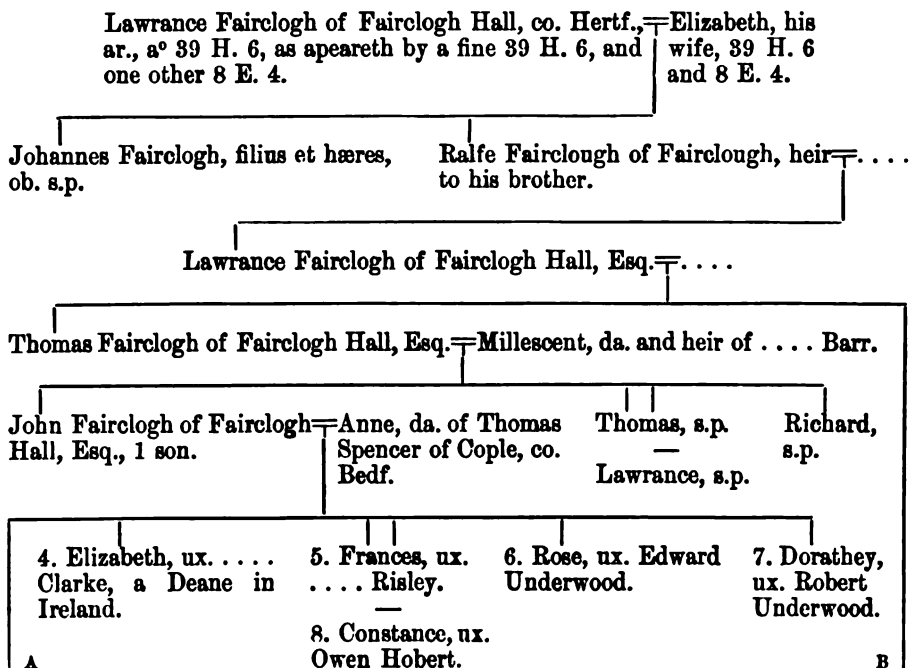 Lawrance Fairclogh of Fairclogh Hall, co. Hertf.,
ar., aº 39 H. 6, as apeareth by a fine 39 H. 6, and
one other 8 E. 4.
Elizabeth, his
wife, 39 H. 6
and 8 E. 4.
Johannes Fairclogh, filius et hæres,
ob. s.p.
Ralfe Fairclough of Fairclough, heir
to his brother.
. . . .
Lawrance Fairclogh of Fairclogh Hall, Esq.
. . . .
Thomas Fairclogh of Fairclogh Hall, Esq.
Millescent, da. and heir of . . . . Barr.
John Fairclogh of Fairclogh
Hall, Esq., 1 son.
Anne, da. of Thomas
Spencer of Cople, co.
Bedf.
Thomas, s.p.
—
Lawrance, s.p.
Richard,
s.p.
4. Elizabeth, ux. . . . . .
Clarke, a Deane in
Ireland.
5. Frances, ux.
. . . . Risley.
—
8. Constance, ux.
Owen Hobert.
6. Rose, ux. Edward
Underwood.
7. Dorathey,
ux. Robert
Underwood.
A
B